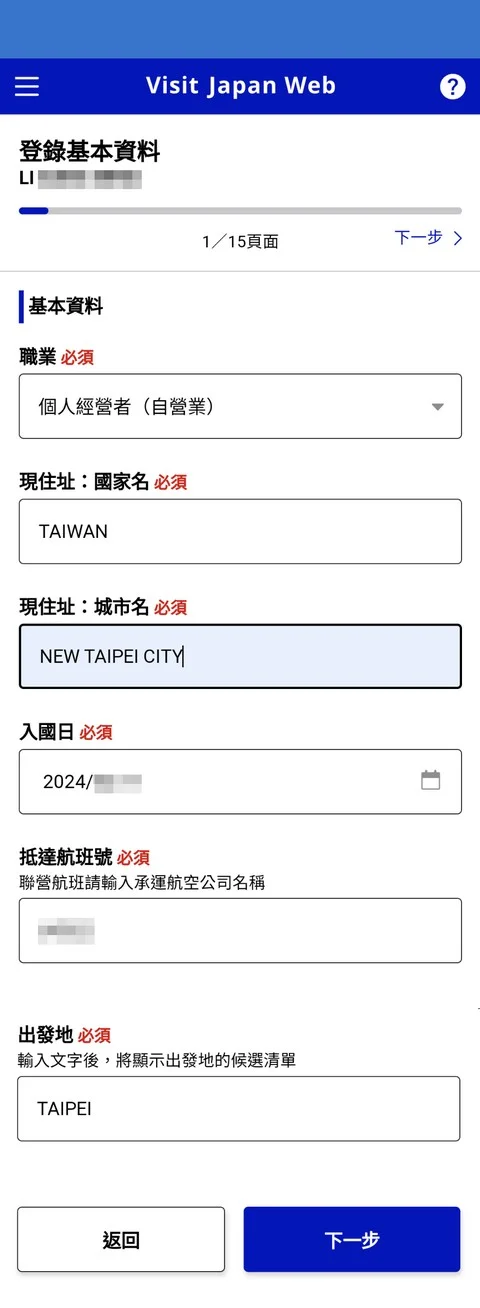 Visit Japan Web
?
登錄基本資料
LI
1／15頁面
下一步
基本資料
職業 必須
個人經營者（自營業）
現住址：國家名 必須
TAIWAN
現住址：城市名 必須
NEW TAIPEI CITY
入國日 必須
2024/
抵達航班號 必須
聯營航班請輸入承運航空公司名稱
出發地 必須
輸入文字後，將顯示出發地的候選清單
TAIPEI
返回
下一步